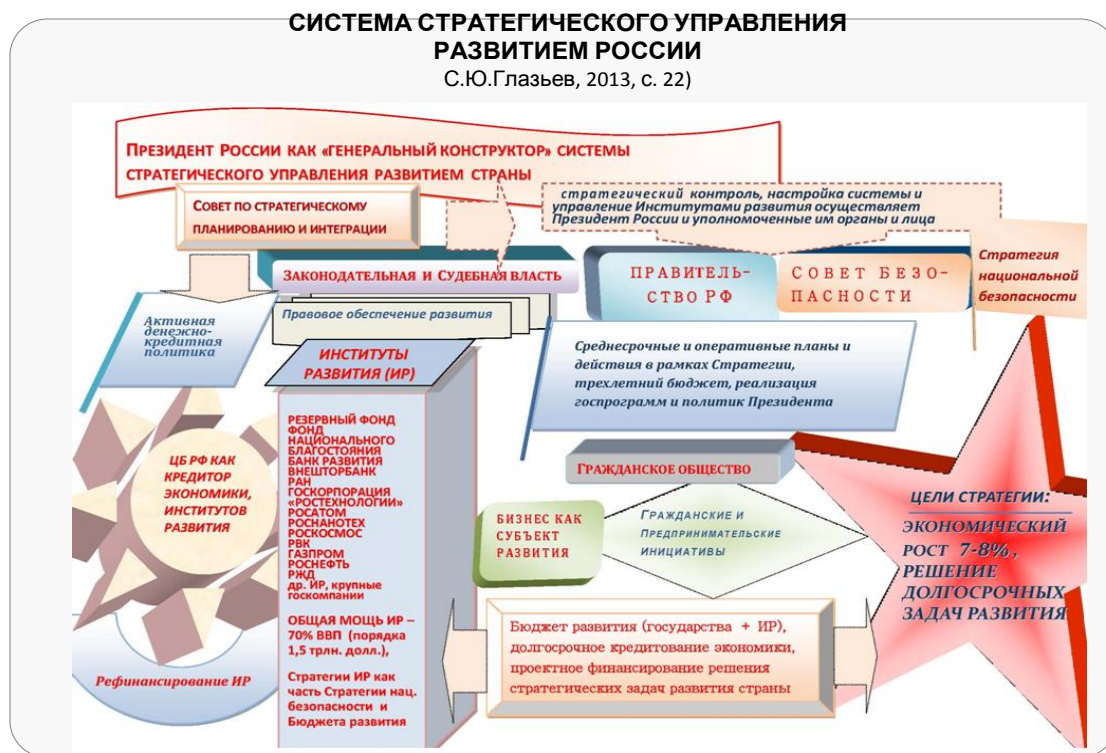 СИСТЕМА СТРАТЕГИЧЕСКОГО УПРАВЛЕНИЯ
РАЗВИТИЕМ РОССИИ
С.Ю.Глазьев, 2013, с. 22)
ПРЕЗИДЕНТ РОССИИ КАК «ГЕНЕРАЛЬНЫЙ КОНСТРУКТОР» СИСТЕМЫ
СТРАТЕГИЧЕСКОГО УПРАВЛЕНИЯ РАЗВИТИЕМ СТРАНЫ
СОВЕТ ПО СТРАТЕГИЧЕСКОМУ
ПЛАНИРОВАНИЮ И ИНТЕГРАЦИИ
стратегический контроль, настройка системы и
управление Институтами развития осуществляет
Президент России и уполномоченные им органы и лица
ЗАКОНОДАТЕЛЬНАЯ И СУДЕБНАЯ ВЛАСТЬ
ПРАВИТЕЛЬ-
СТВО РФ
СОВЕТ БЕЗО-
ПАСНОСТИ
Стратегия
национальной
безопасности
Активная
денежно-
кредитная
политика
Правовое обеспечение развития
ИНСТИТУТЫ
РАЗВИТИЯ (ИР)
Среднесрочные и оперативные планы и
действия в рамках Стратегии,
трехлетний бюджет, реализация
госпрограмм и политик Президента
РЕЗЕРВНЫЙ ФОНД
ФОНД
НАЦИОНАЛЬНОГО
БЛАГОСТОЯНИЯ
БАНК РАЗВИТИЯ
ВНЕШТОРБАНК
РАН
ГОСКОРПОРАЦИЯ
«РОСТЕХНОЛОГИИ»
РОСАТОМ
РОСНАНОТЕХ
РОСКОСМОС
РВК
ГАЗПРОМ
РОСНЕФТЬ
РЖД
др. ИР, крупные
госкомпании
ОБЩАЯ МОЩЬ ИР –
70% ВВП (порядка
1,5 трлн. долл.),
Стратегии ИР как
часть Стратегии нац.
безопасности и
Бюджета развития
ЦБ РФ КАК
КРЕДИТОР
ЭКОНОМИКИ,
ИНСТИТУТОВ
РАЗВИТИЯ
Рефинансирование ИР
ГРАЖДАНСКОЕ ОБЩЕСТВО
БИЗНЕС КАК
СУБЪЕКТ
РАЗВИТИЯ
ГРАЖДАНСКИЕ И
ПРЕДПРИНИМАТЕЛЬСКИЕ
ИНИЦИАТИВЫ
ЦЕЛИ СТРАТЕГИИ:
ЭКОНОМИЧЕСКИЙ
РОСТ 7-8% ,
РЕШЕНИЕ
ДОЛГОСРОЧНЫХ
ЗАДАЧ РАЗВИТИЯ
Бюджет развития (государства + ИР),
долгосрочное кредитование экономики,
проектное финансирование решения
стратегических задач развития страны